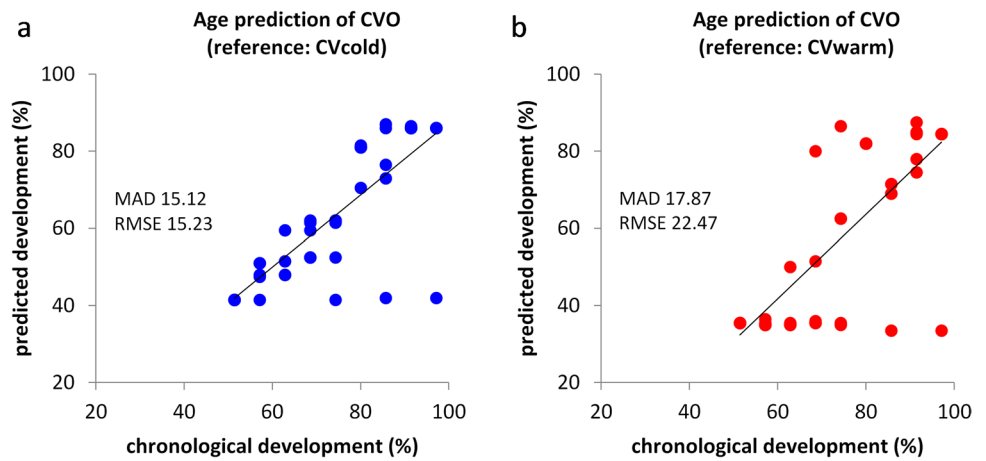 a
Age prediction of CVO
(reference: CVcold)
100
80
60
40
20
predicted development (%)
MAD 15.12
RMSE 15.23
20 40 60 80 100
chronological development (%)
b
Age prediction of CVO
(reference: CVwarm)
100
80
60
40
20
predicted development (%)
MAD 17.87
RMSE 22.47
20 40 60 80 100
chronological development (%)